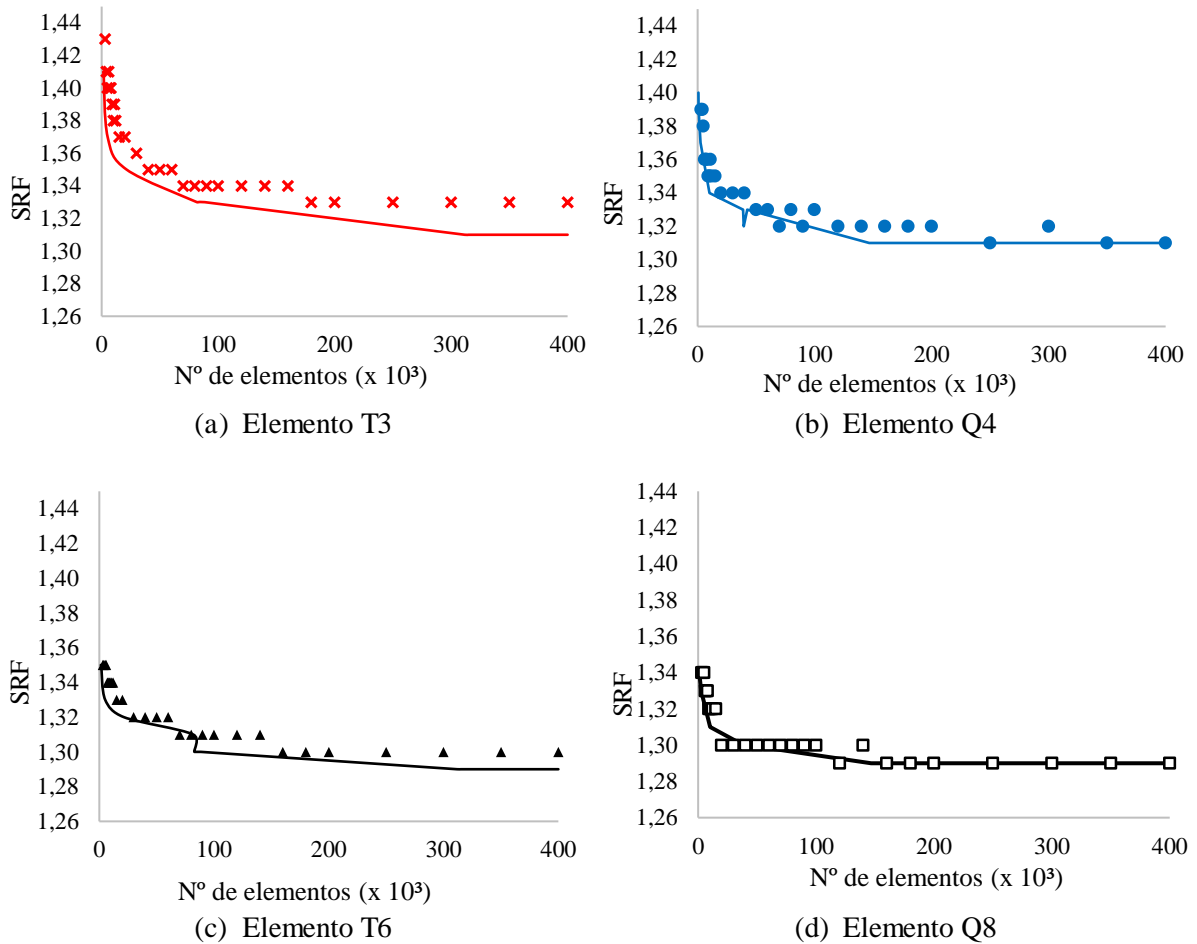 1,44
1,42
1,40
1,38
1,36
1,34
1,32
1,30
1,28
1,26
SRF
0 100 200 300 400
Nº de elementos (x 10³)
(a) Elemento T3
1,44
1,42
1,40
1,38
1,36
1,34
1,32
1,30
1,28
1,26
SRF
0 100 200 300 400
Nº de elementos (x 10³)
(b) Elemento Q4
1,44
1,42
1,40
1,38
1,36
1,34
1,32
1,30
1,28
1,26
SRF
0 100 200 300 400
Nº de elementos (x 10³)
(c) Elemento T6
1,44
1,42
1,40
1,38
1,36
1,34
1,32
1,30
1,28
1,26
SRF
0 100 200 300 400
Nº de elementos (x 10³)
(d) Elemento Q8